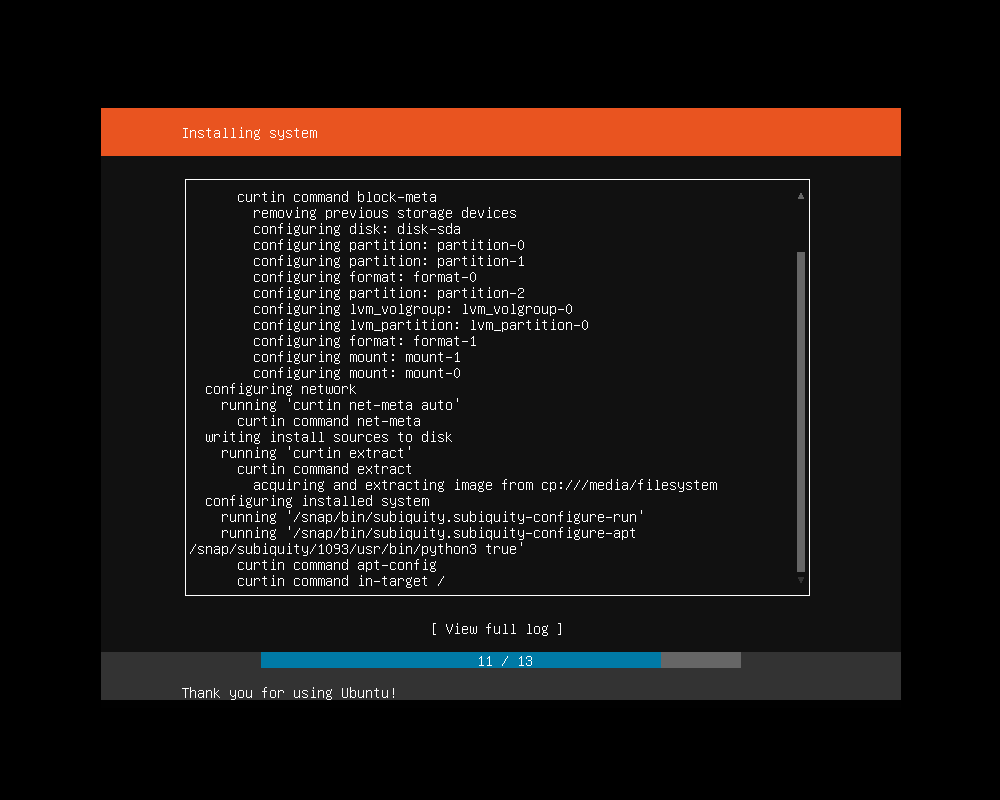 Installing system
curtin command block-meta
removing previous storage devices
configuring disk: disk-sda
configuring partition: partition-0
configuring partition: partition-1
configuring format: format-0
configuring partition: partition-2
configuring lvm_volgroup: lvm_volgroup-0
configuring lvm_partition: lvm_partition-0
configuring format: format-1
configuring mount: mount-1
configuring mount: mount-0
configuring network
running 'curtin net-meta auto'
curtin command net-meta
writing install sources to disk
running 'curtin extract'
curtin command extract
acquiring and extracting image from cp:///media/filesystem
configuring installed system
running '/snap/bin/subiquity.subiquity-configure-run'
running '/snap/bin/subiquity.subiquity-configure-apt
/snap/subiquity/1093/usr/bin/python3 true'
curtin command apt-config
curtin command in-target /
[ View full log ]
11 / 13
Thank you for using Ubuntu!